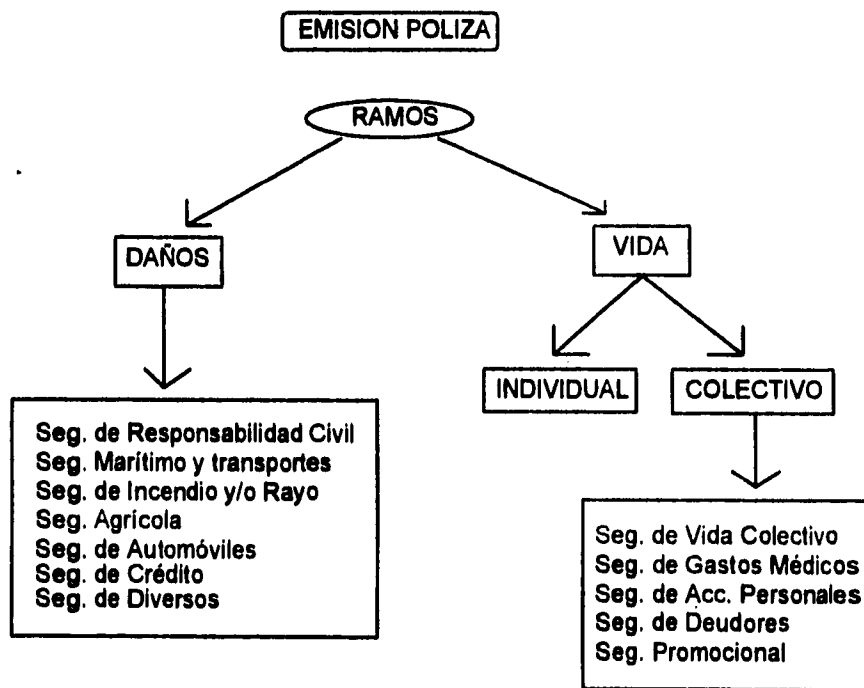 EMISION POLIZA
RAMOS
DAÑOS
VIDA
INDIVIDUAL
COLECTIVO
Seg. de Responsabilidad Civil
Seg. Marítimo y transportes
Seg. de Incendio y/o Rayo
Seg. Agrícola
Seg. de Automóviles
Seg. de Crédito
Seg. de Diversos
Seg. de Vida Colectivo
Seg. de Gastos Médicos
Seg. de Acc. Personales
Seg. de Deudores
Seg. Promocional